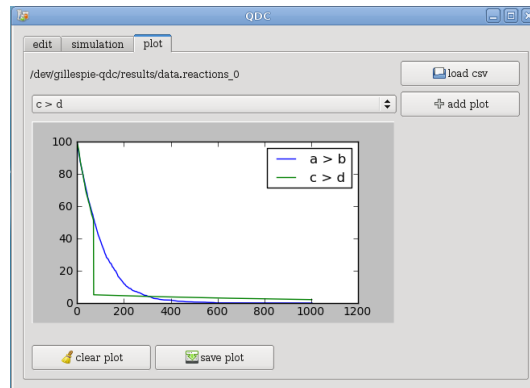 QDC
edit simulation plot
/dev/gillespie-qdc/results/data.reactions_0
load csv
c > d
add plot
100
80
60
40
20
0
a > b
c > d
0 200 400 600 800 1000 1200
clear plot save plot